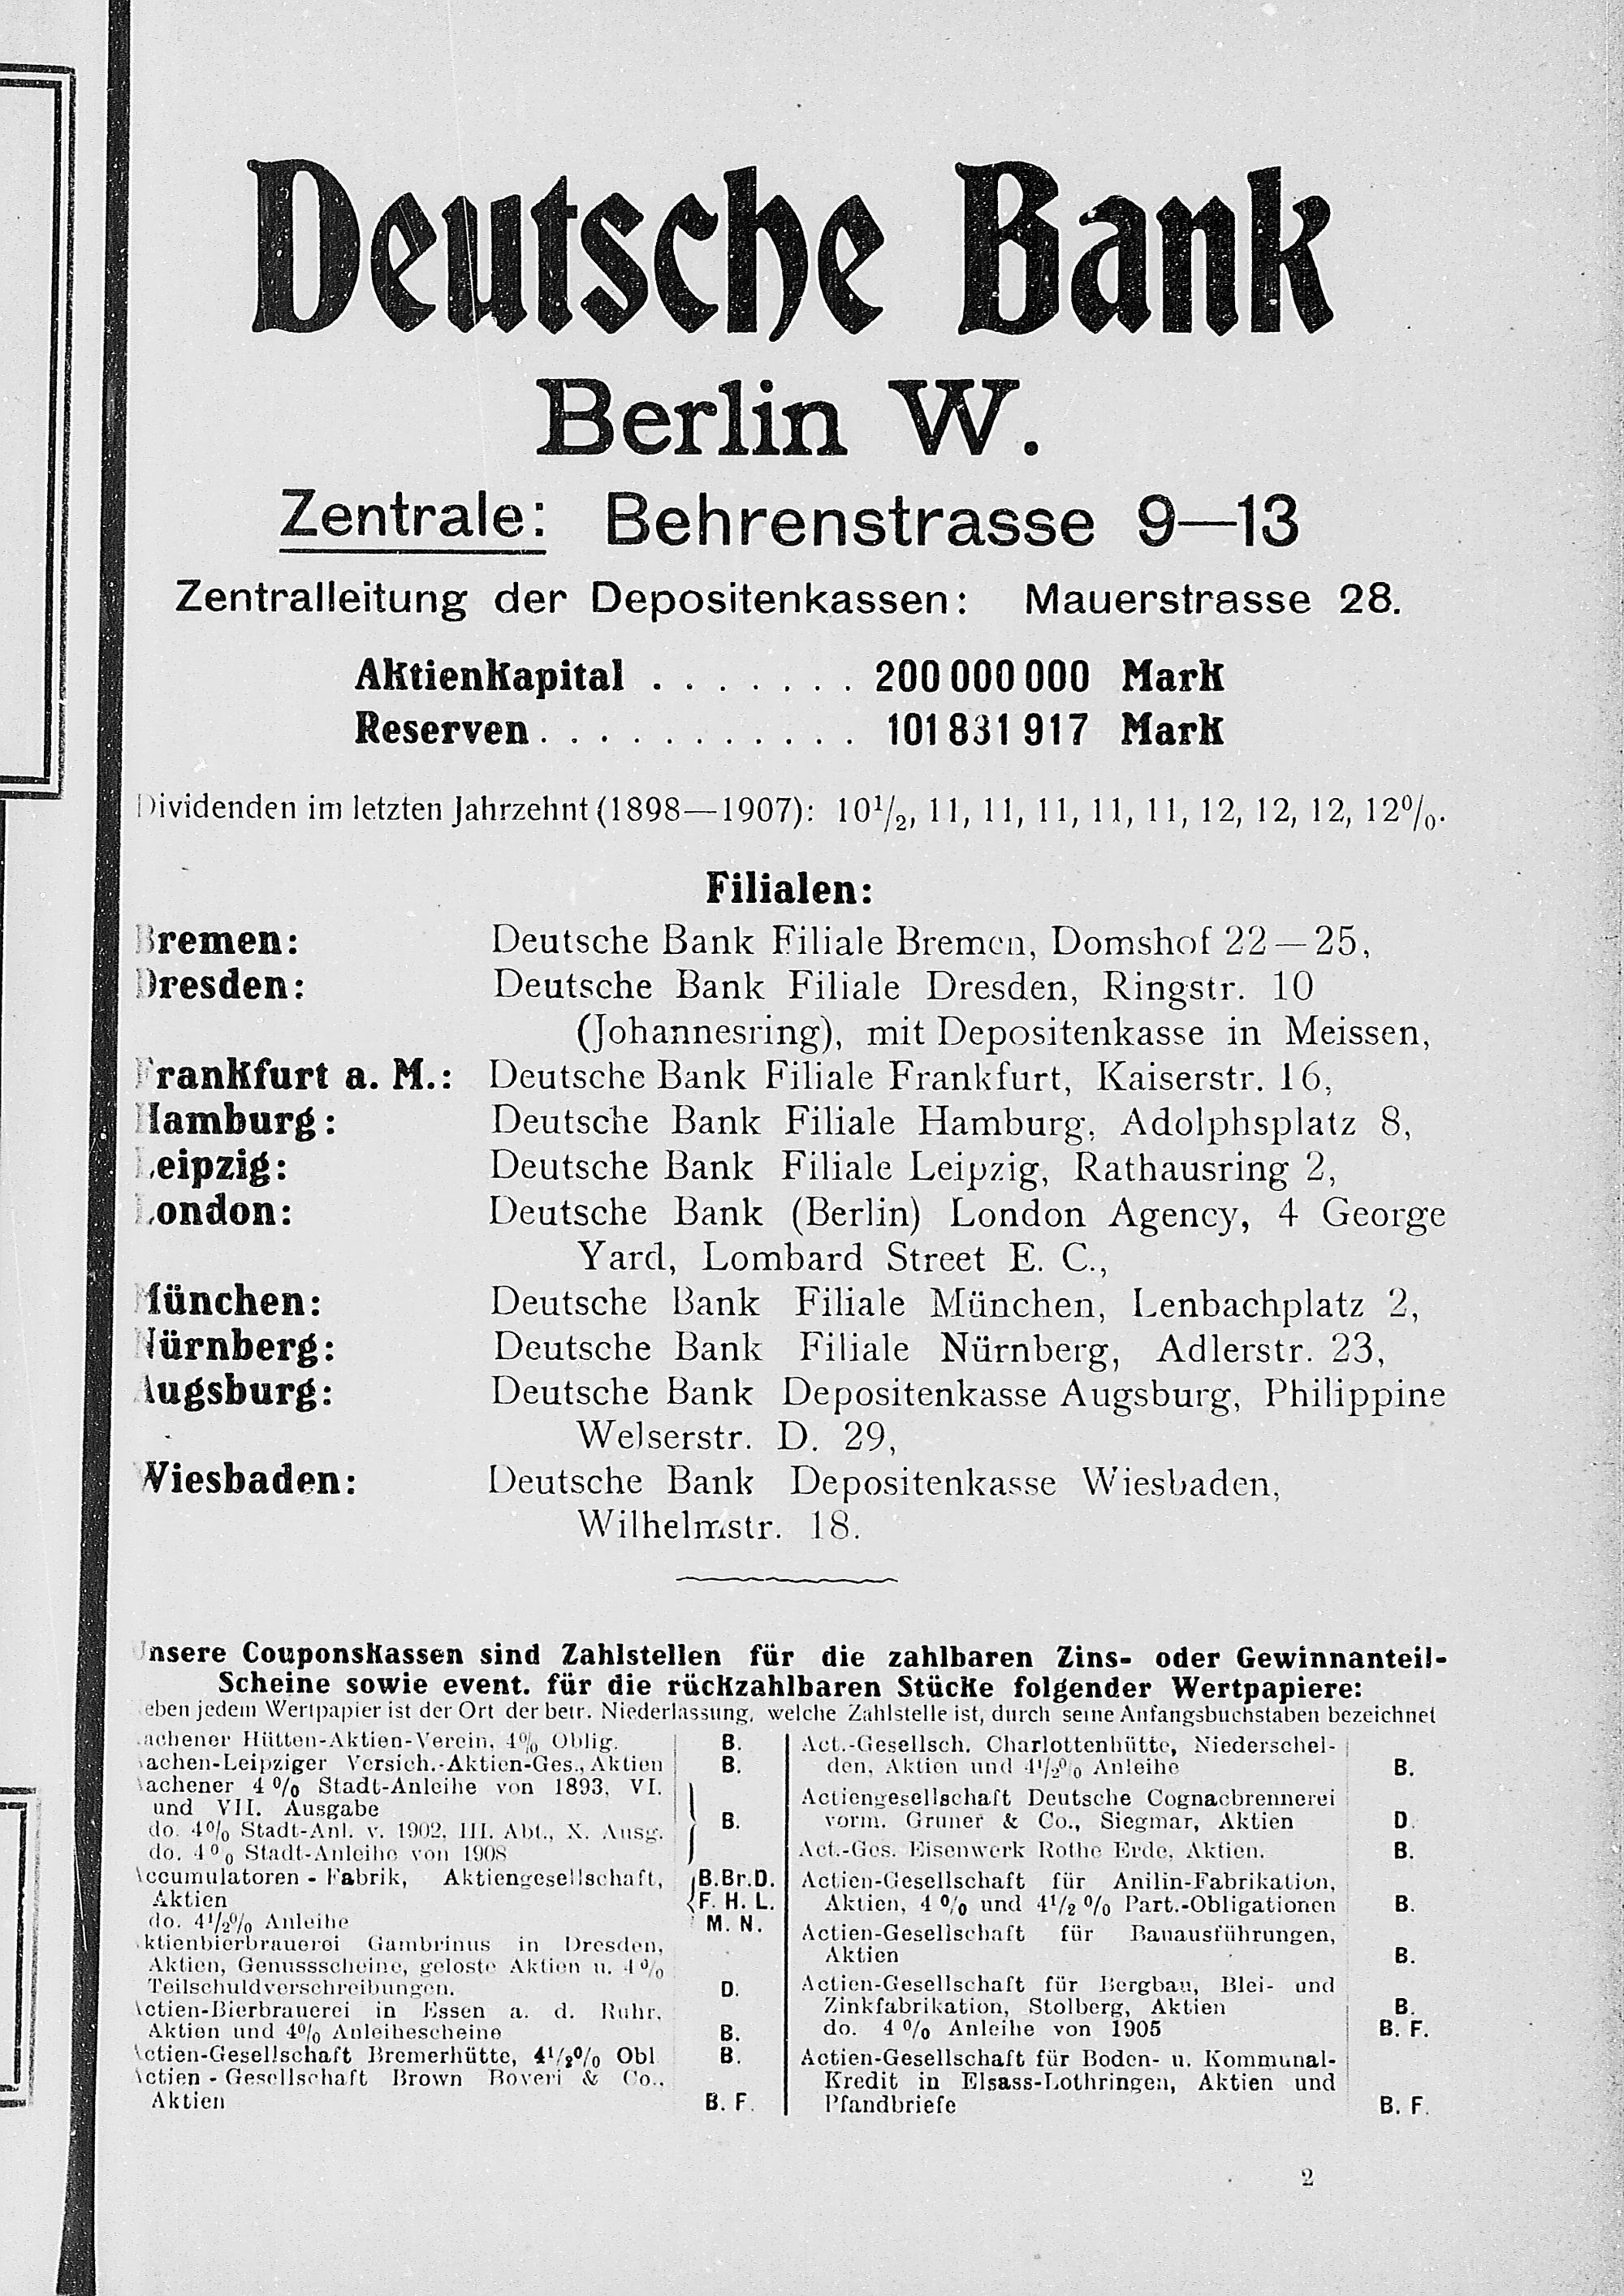 Deutsche Bank
Berlin W.
Zentrale: Behrenstrasse 9—13
Zentralleitung der Depositenkassen: Mauerstrasse 28.
Aktienkapital . . . . . . . 200 000 000 Mark
Reserven . . . . . . . . . . . 101 831 917 Mark
Dividenden im letzten Jahrzehnt (1898—1907): 10 1/2, 11, 11, 11, 11, 11, 12, 12, 12, 12%.
Filialen:
Bremen: Deutsche Bank Filiale Bremen, Domshof 22—25,
Dresden: Deutsche Bank Filiale Dresden, Ringstr. 10
(Johannesring), mit Depositenkasse in Meissen,
Frankfurt a. M.: Deutsche Bank Filiale Frankfurt, Kaiserstr. 16,
Hamburg: Deutsche Bank Filiale Hamburg, Adolphsplatz 8,
Leipzig: Deutsche Bank Filiale Leipzig, Rathausring 2,
London: Deutsche Bank (Berlin) London Agency, 4 George
Yard, Lombard Street E. C.,
München: Deutsche Bank Filiale München, Lenbachplatz 2,
Nürnberg: Deutsche Bank Filiale Nürnberg, Adlerstr. 23,
Augsburg: Deutsche Bank Depositenkasse Augsburg, Philippine
Welserstr. D. 29,
Wiesbaden: Deutsche Bank Depositenkasse Wiesbaden,
Wilhelmstr. 18.
Unsere Couponskassen sind Zahlstellen für die zahlbaren Zins- oder Gewinnanteil-
Scheine sowie event. für die rückzahlbaren Stücke folgender Wertpapiere:
eben jedem Wertpapier ist der Ort der betr. Niederlassung, welche Zahlstelle ist, durch seine Anfangsbuchstaben bezeichnet
Aachener Hütten-Aktien-Verein, 4% Oblig. B.
Aachen-Leipziger Versich.-Aktien-Ges., Aktien B.
Aachener 4% Stadt-Anleihe von 1893, VI.
und VII. Ausgabe
do. 4% Stadt-Anl. v. 1902, III. Abt., X. Ausg. B.
do. 4% Stadt-Anleihe von 1908
Accumulatoren-Fabrik, Aktiengesellschaft, B.Br.D.
Aktien F. H. L.
do. 4 1/2% Anleihe M. N.
Aktienbierbrauerei Gambrinus in Dresden,
Aktien, Genussscheine, geloste Aktien u. 4%
Teilschuldverschreibungen. D.
Actien-Bierbrauerei in Essen a. d. Ruhr,
Aktien und 4% Anleihescheine B.
Actien-Gesellschaft Bremerhütte, 4 1/2% Obl B.
Actien-Gesellschaft Brown Boveri & Co.,
Aktien B. F.
Act.-Gesellsch. Charlottenhütte, Niederschel-
den, Aktien und 4 1/2% Anleihe B.
Actiengesellschaft Deutsche Cognacbrennerei
vorm. Gruner & Co., Siegmar, Aktien D.
Act.-Ges. Eisenwerk Rothe Erde, Aktien. B.
Actien-Gesellschaft für Anilin-Fabrikation,
Aktien, 4% und 4 1/2% Part.-Obligationen B.
Actien-Gesellschaft für Bauausführungen,
Aktien B.
Actien-Gesellschaft für Bergbau, Blei- und
Zinkfabrikation, Stolberg, Aktien B.
do. 4% Anleihe von 1905 B. F.
Actien-Gesellschaft für Boden- u. Kommunal-
Kredit in Elsass-Lothringen, Aktien und
Pfandbriefe B. F.
2